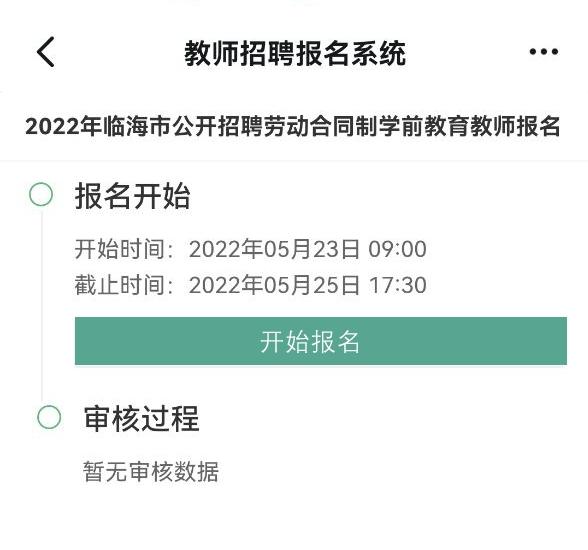 教师招聘报名系统
2022年临海市公开招聘劳动合同制学前教育教师报名
报名开始
开始时间：2022年05月23日 09:00
截止时间：2022年05月25日 17:30
开始报名
审核过程
暂无审核数据